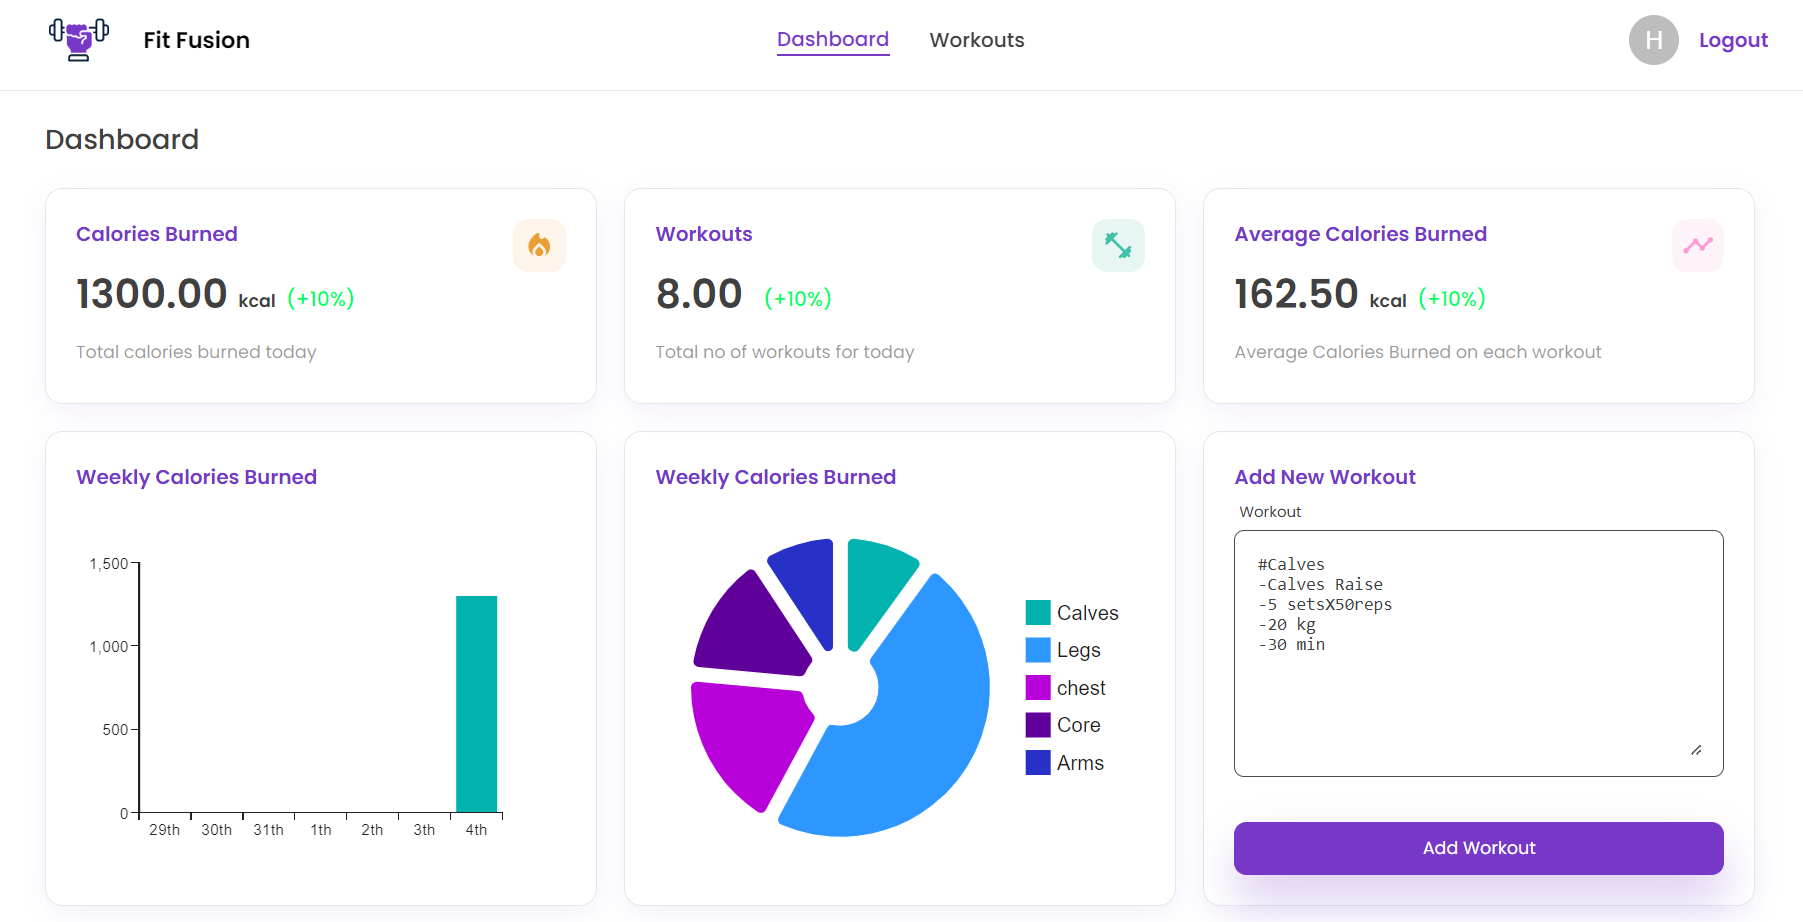 Fit Fusion
Dashboard
Workouts
H
Logout
Dashboard
Calories Burned
1300.00 kcal (+10%)
Total calories burned today
Workouts
8.00 (+10%)
Total no of workouts for today
Average Calories Burned
162.50 kcal (+10%)
Average Calories Burned on each workout
Weekly Calories Burned
1,500
1,000
500
0
29th 30th 31th 1th 2th 3th 4th
Weekly Calories Burned
Calves
Legs
chest
Core
Arms
Add New Workout
Workout
#Calves
-Calves Raise
-5 setsX50reps
-20 kg
-30 min
Add Workout